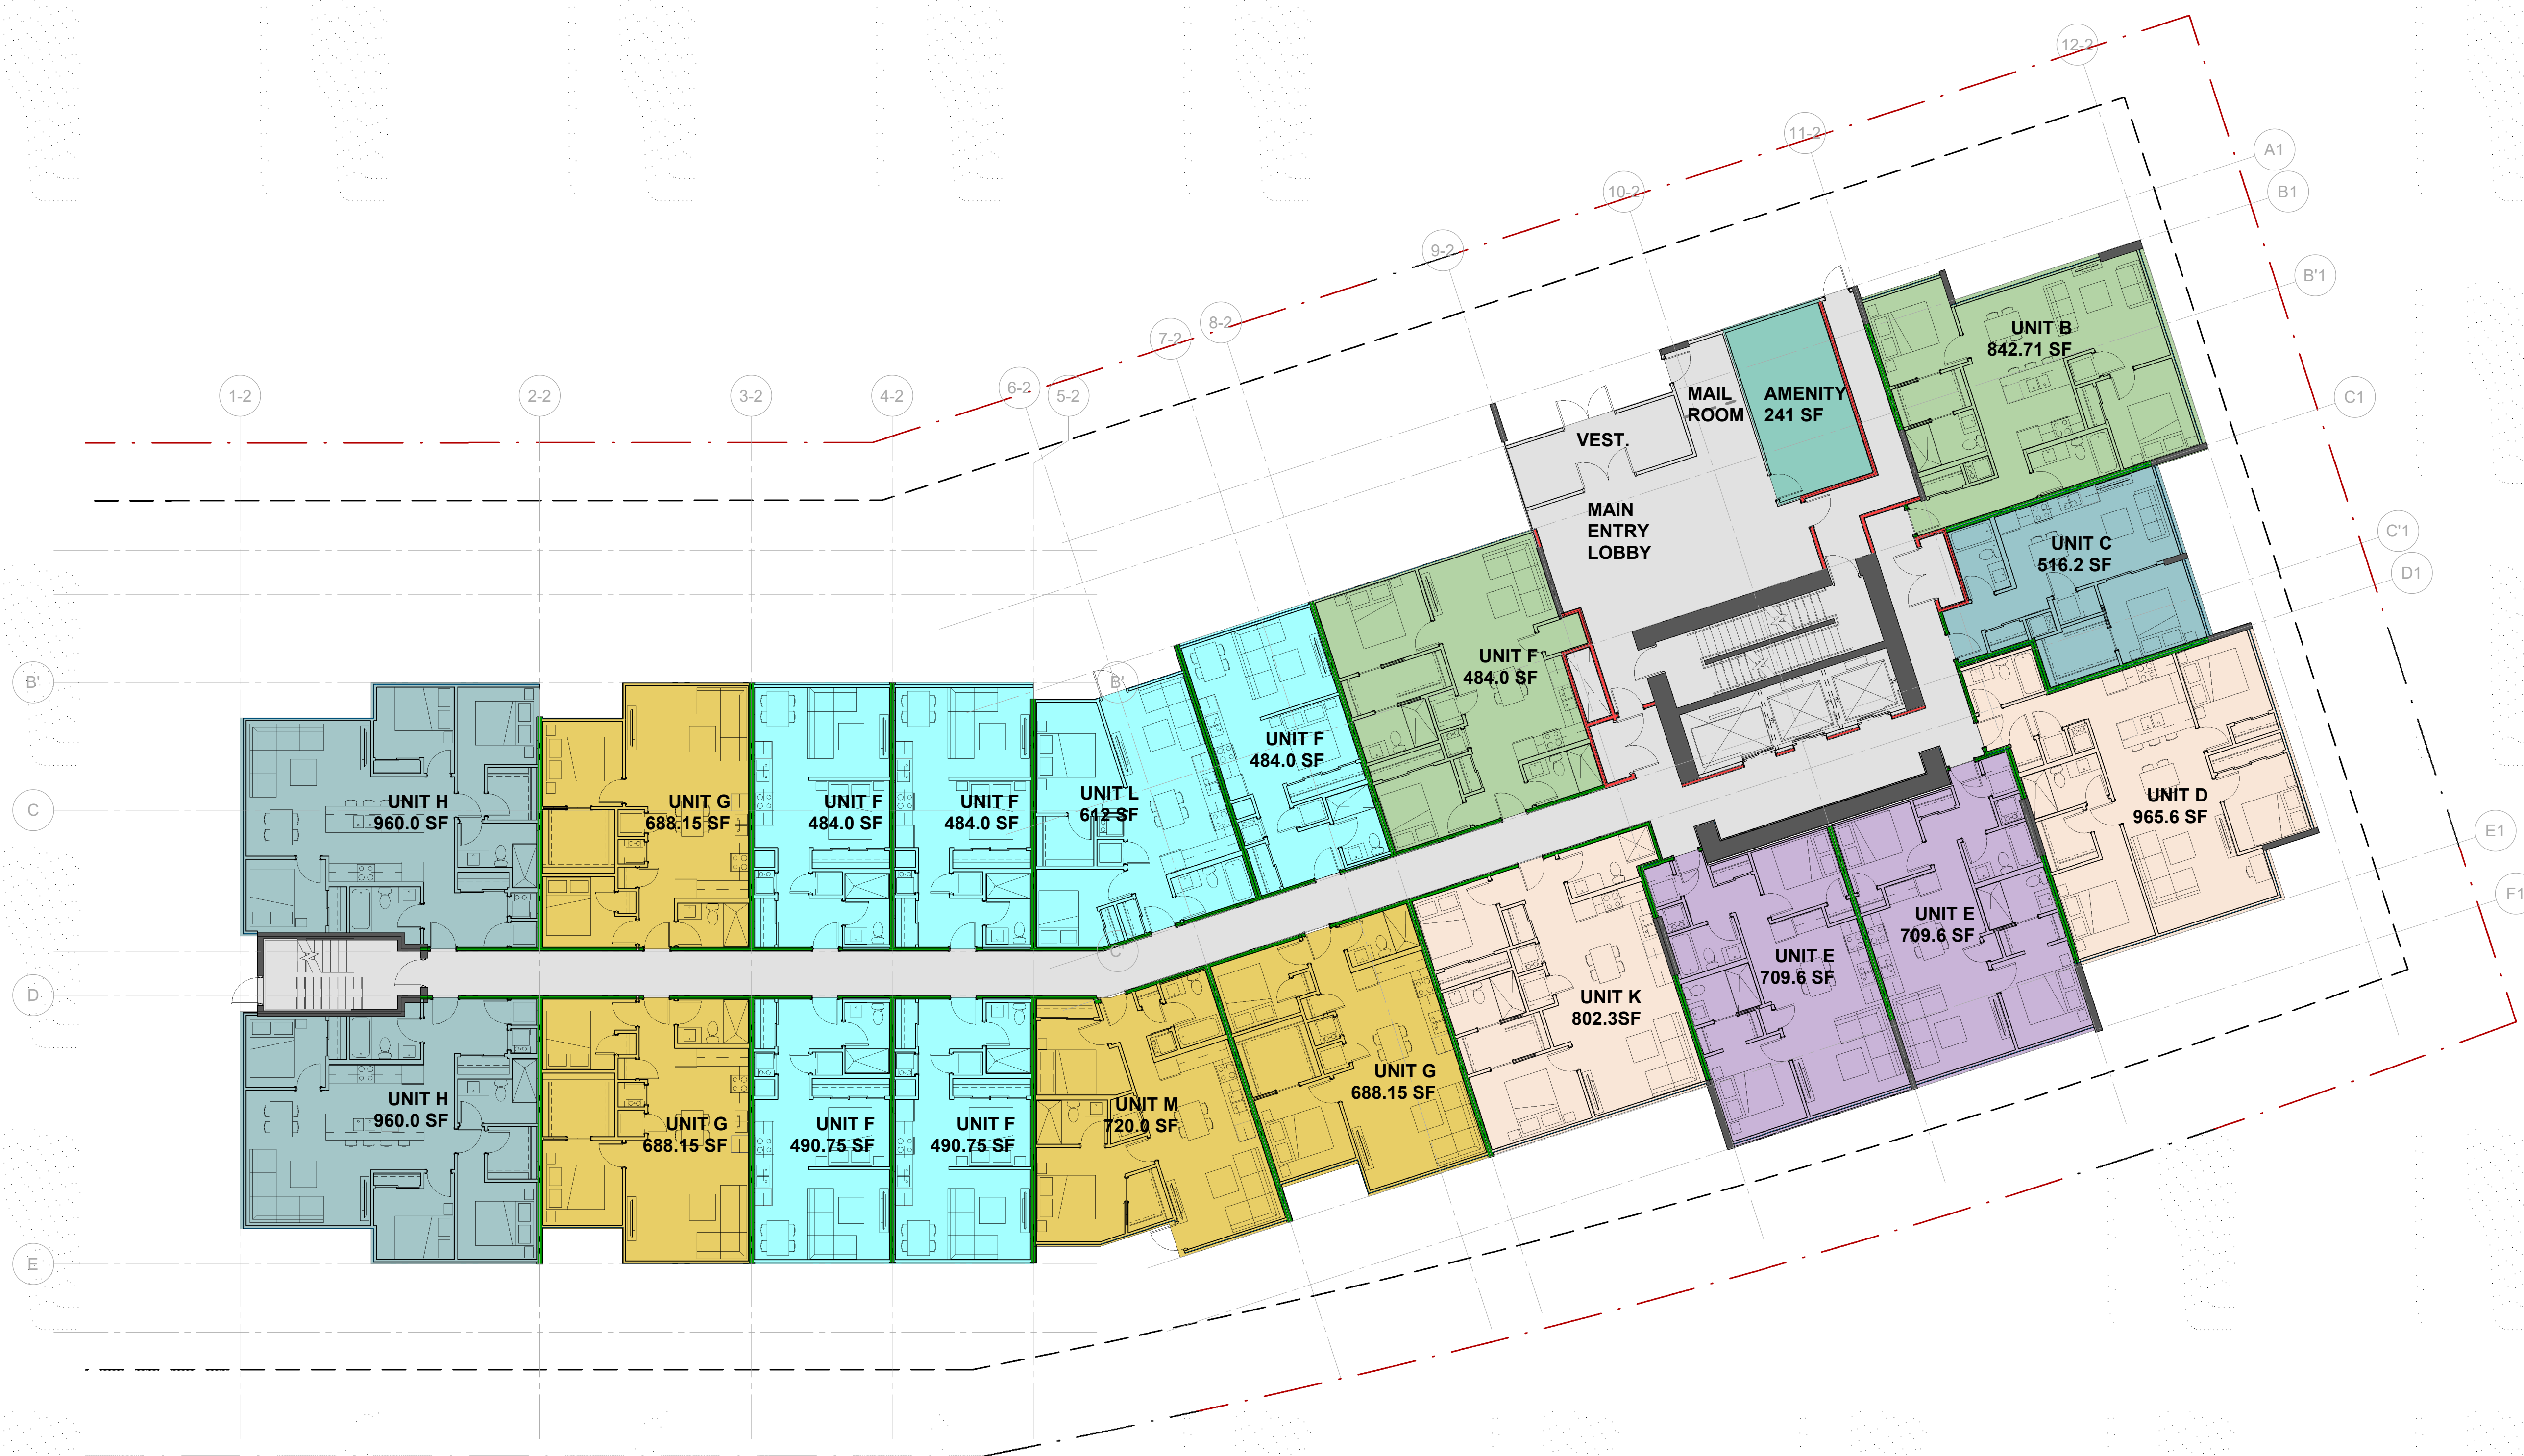 12-2
11-2
10-2
9-2
8-2
7-2
6-2
5-2
1-2
2-2
3-2
4-2
A1
B1
B'1
C1
C'1
D1
E1
F1
B'
C
D
E
B'
C'
UNIT B
842.71 SF
MAIL
ROOM
AMENITY
241 SF
VEST.
MAIN
ENTRY
LOBBY
UNIT C
516.2 SF
UNIT F
484.0 SF
UNIT F
484.0 SF
UNIT H
960.0 SF
UNIT G
688.15 SF
UNIT F
484.0 SF
UNIT F
484.0 SF
UNIT L
612 SF
UNIT D
965.6 SF
UNIT E
709.6 SF
UNIT E
709.6 SF
UNIT K
802.3SF
UNIT G
688.15 SF
UNIT M
720.0 SF
UNIT H
960.0 SF
UNIT G
688.15 SF
UNIT F
490.75 SF
UNIT F
490.75 SF